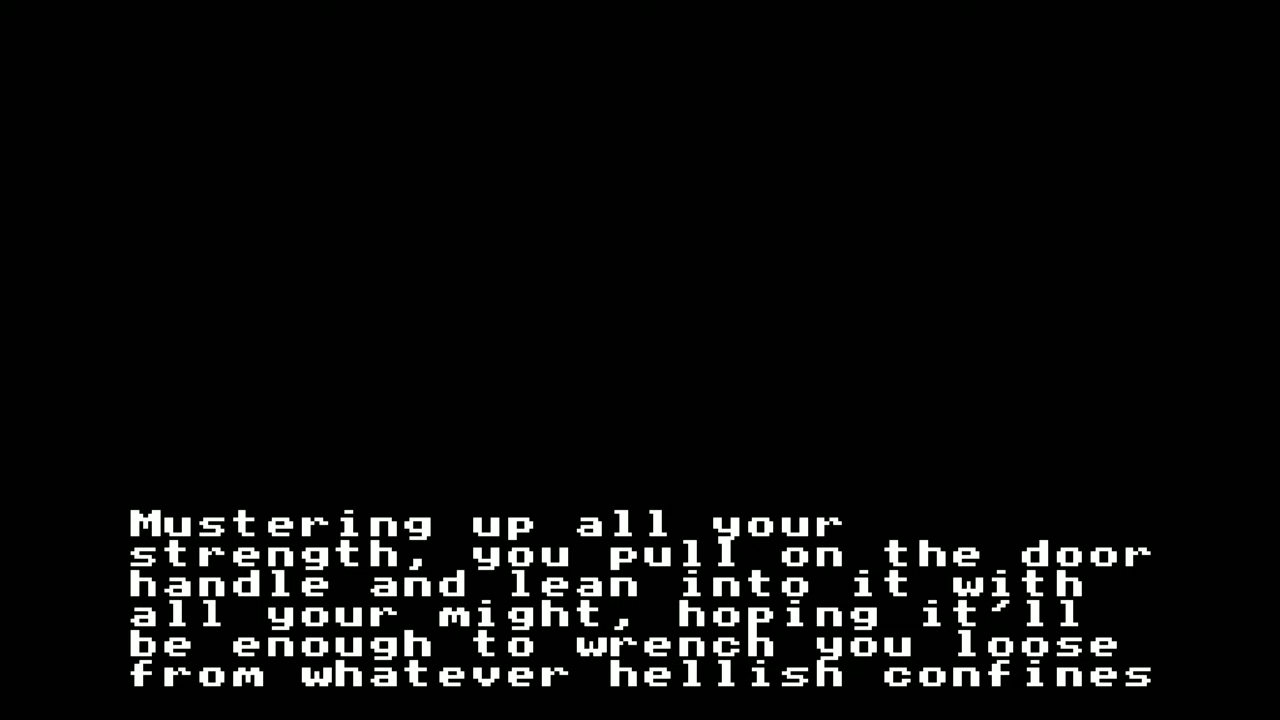 Mustering up all your
strength, you pull on the door
handle and lean into it with
all your might, hoping it'll
be enough to wrench you loose
from whatever hellish confines